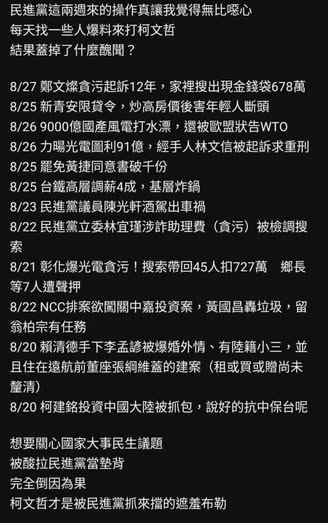 民進黨這兩週來的操作真讓我覺得無比噁心
每天找一些人爆料來打柯文哲
結果蓋掉了什麼醜聞？
8/27 鄭文燦貪污起訴12年，家裡搜出現金錢袋678萬
8/25 新青安限貸令，炒高房價後害年輕人斷頭
8/26 9000億國產風電打水漂，還被歐盟狀告WTO
8/26 力暘光電圖利91億，經手人林文信被起訴求重刑
8/25 罷免黃捷同意書破千份
8/25 台鐵高層調薪4成，基層炸鍋
8/23 民進黨議員陳光軒酒駕出車禍
8/22 民進黨立委林宜瑾涉詐助理費（貪污）被檢調搜
索
8/21 彰化爆光電貪污！搜索帶回45人扣727萬　鄉長
等7人遭聲押
8/22 NCC排案欲闖關中嘉投資案，黃國昌轟垃圾，留
翁柏宗有任務
8/20 賴清德手下李孟諺被爆婚外情、有陸籍小三，並
且住在遠航前董座張綱維蓋的建案（租或買或贈尚未
釐清）
8/20 柯建銘投資中國大陸被抓包，說好的抗中保台呢
想要關心國家大事民生議題
被酸拉民進黨當墊背
完全倒因為果
柯文哲才是被民進黨抓來擋的遮羞布勒